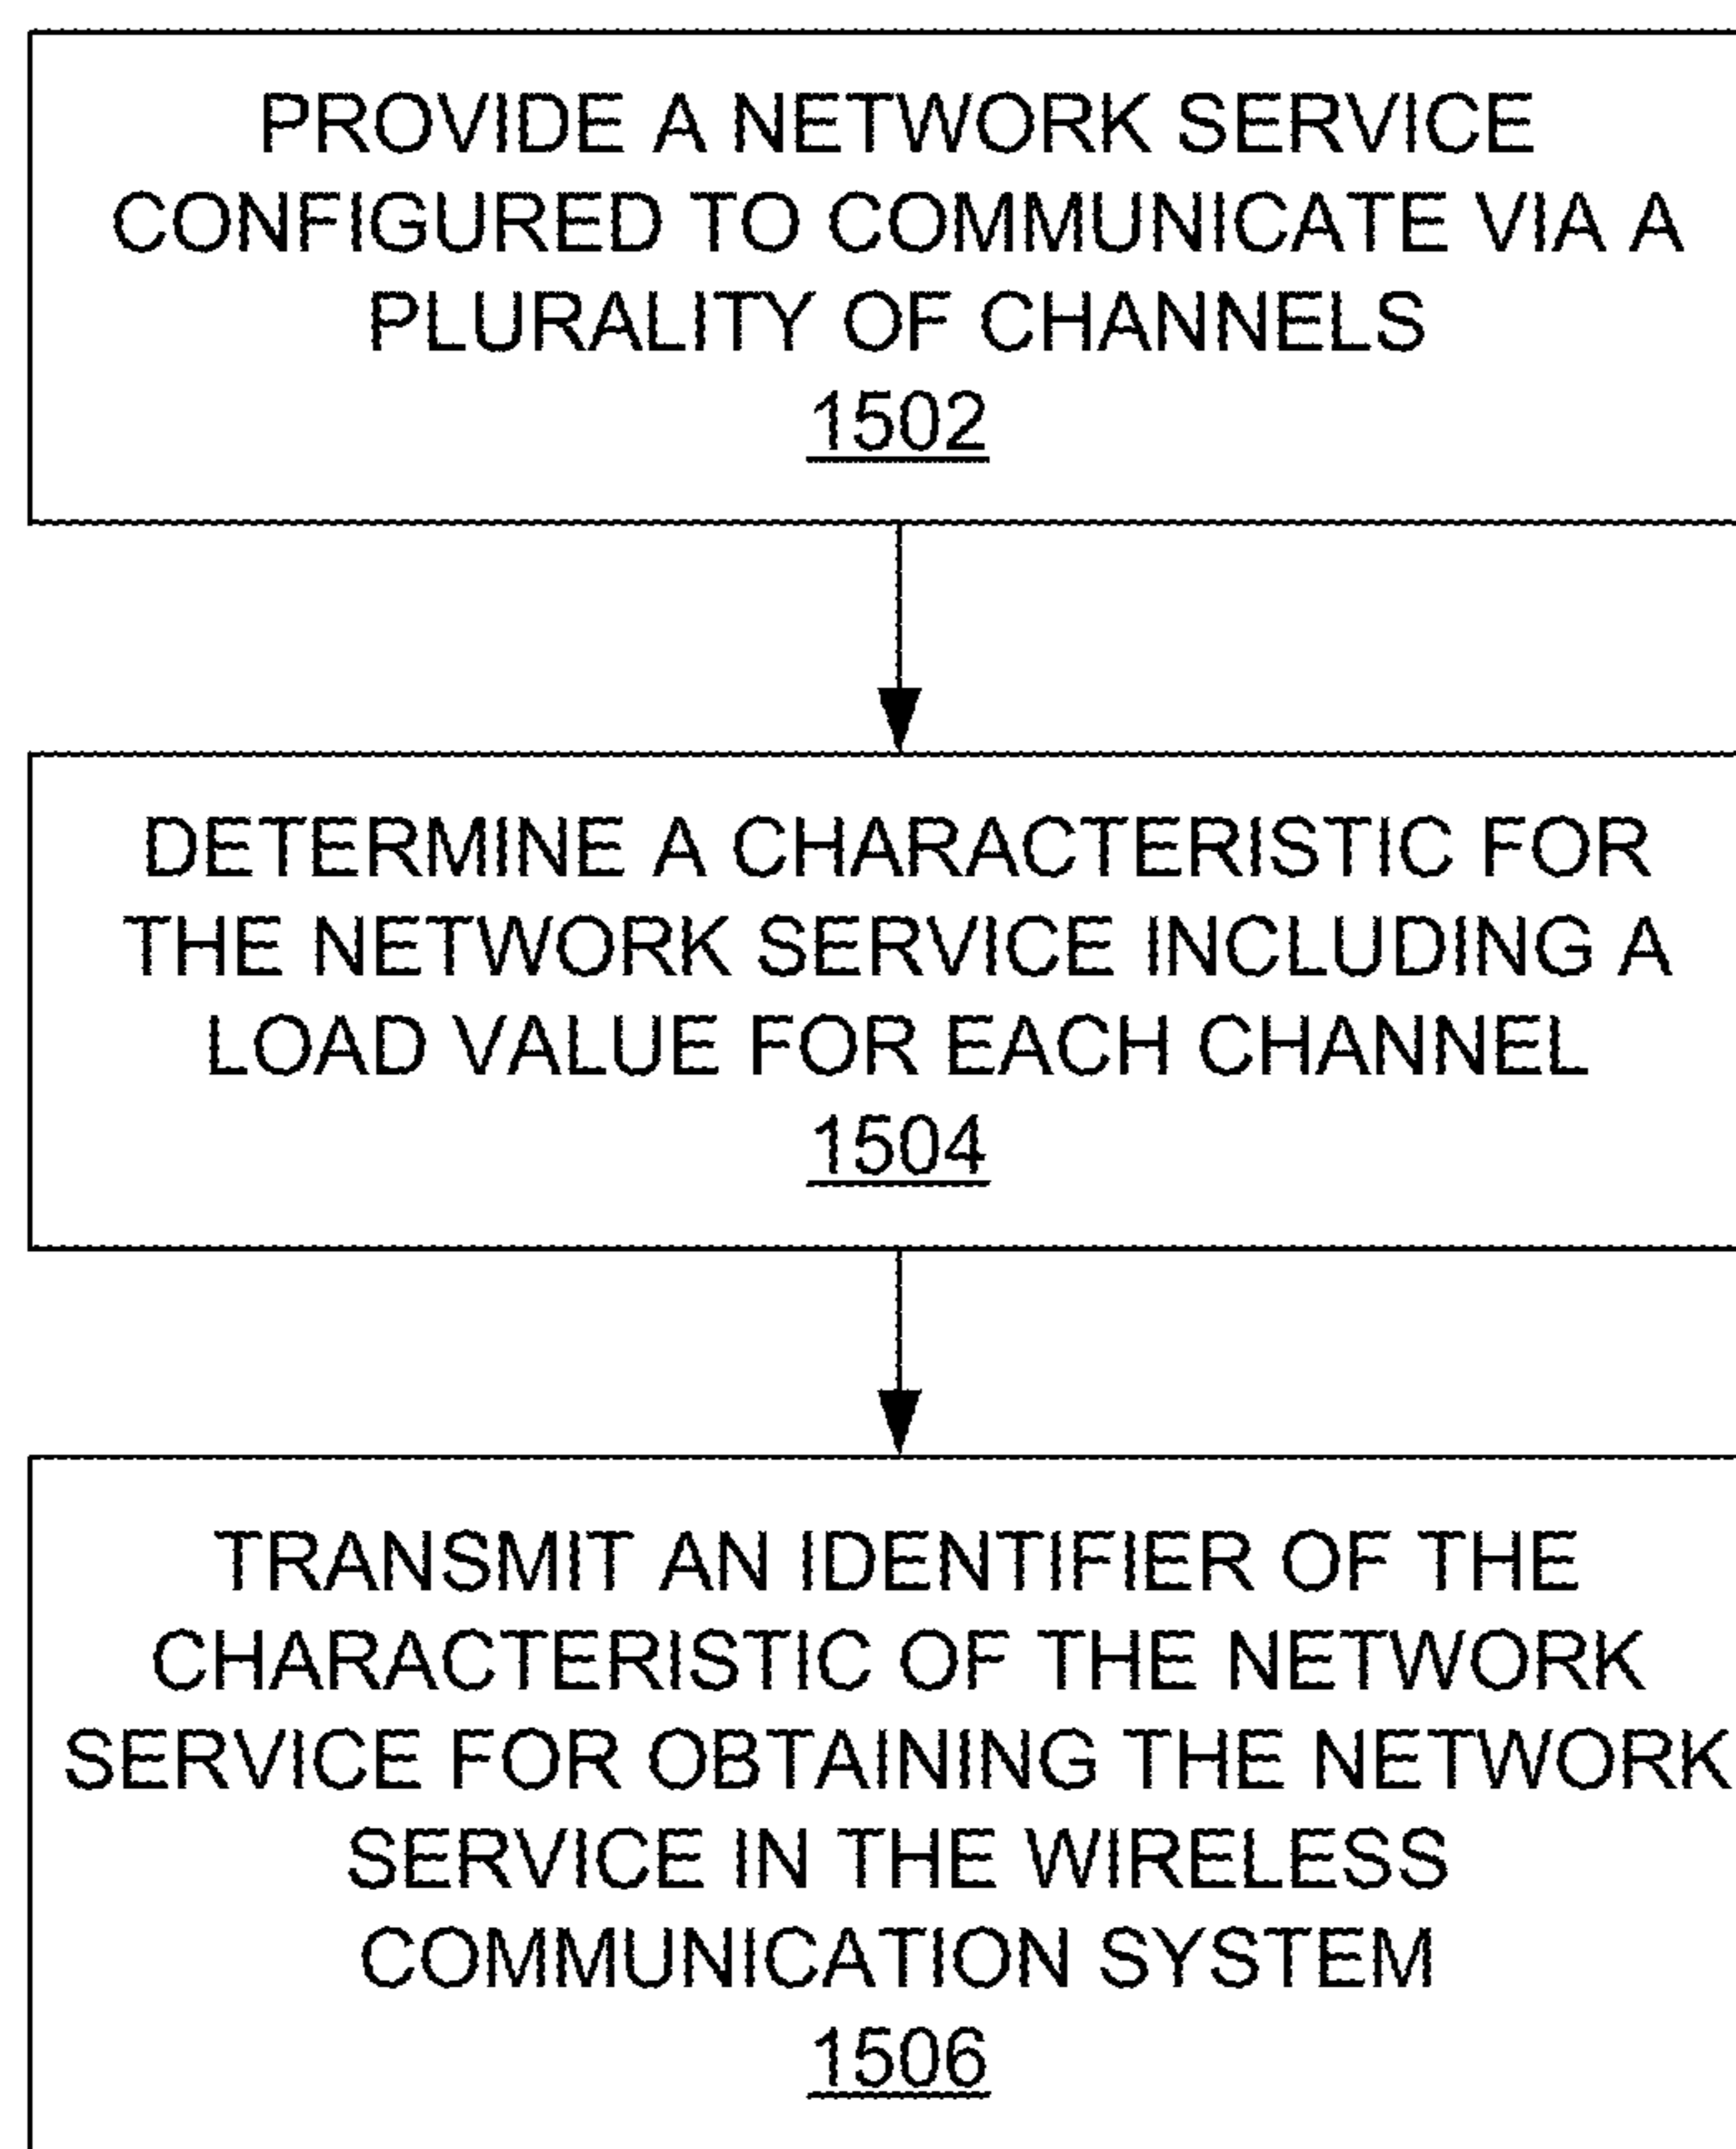 PROVIDE A NETWORK SERVICE
CONFIGURED TO COMMUNICATE VIA A
PLURALITY OF CHANNELS
1502
DETERMINE A CHARACTERISTIC FOR
THE NETWORK SERVICE INCLUDING A
LOAD VALUE FOR EACH CHANNEL
1504
TRANSMIT AN IDENTIFIER OF THE
CHARACTERISTIC OF THE NETWORK
SERVICE FOR OBTAINING THE NETWORK
SERVICE IN THE WIRELESS
COMMUNICATION SYSTEM
1506